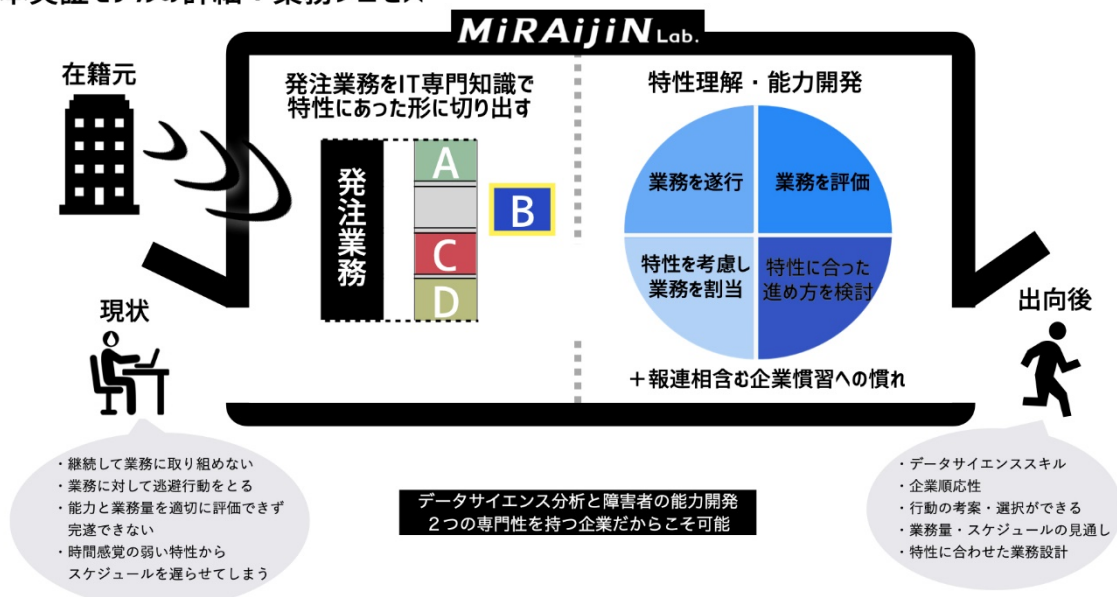 MiRAijiN Lab.
在籍元
発注業務をIT専門知識で
特性にあった形に切り出す
発注業務
A
B
C
D
特性理解・能力開発
業務を遂行
業務を評価
特性を考慮し
業務を割当
特性に合った
進め方を検討
＋報連相含む企業慣習への慣れ
現状
出向後
・継続して業務に取り組めない
・業務に対して逃避行動をとる
・能力と業務量を適切に評価できず
完遂できない
・時間感覚の弱い特性から
スケジュールを遅らせてしまう
データサイエンス分析と障害者の能力開発
２つの専門性を持つ企業だからこそ可能
・データサイエンススキル
・企業順応性
・行動の考案・選択ができる
・業務量・スケジュールの見通し
・特性に合わせた業務設計